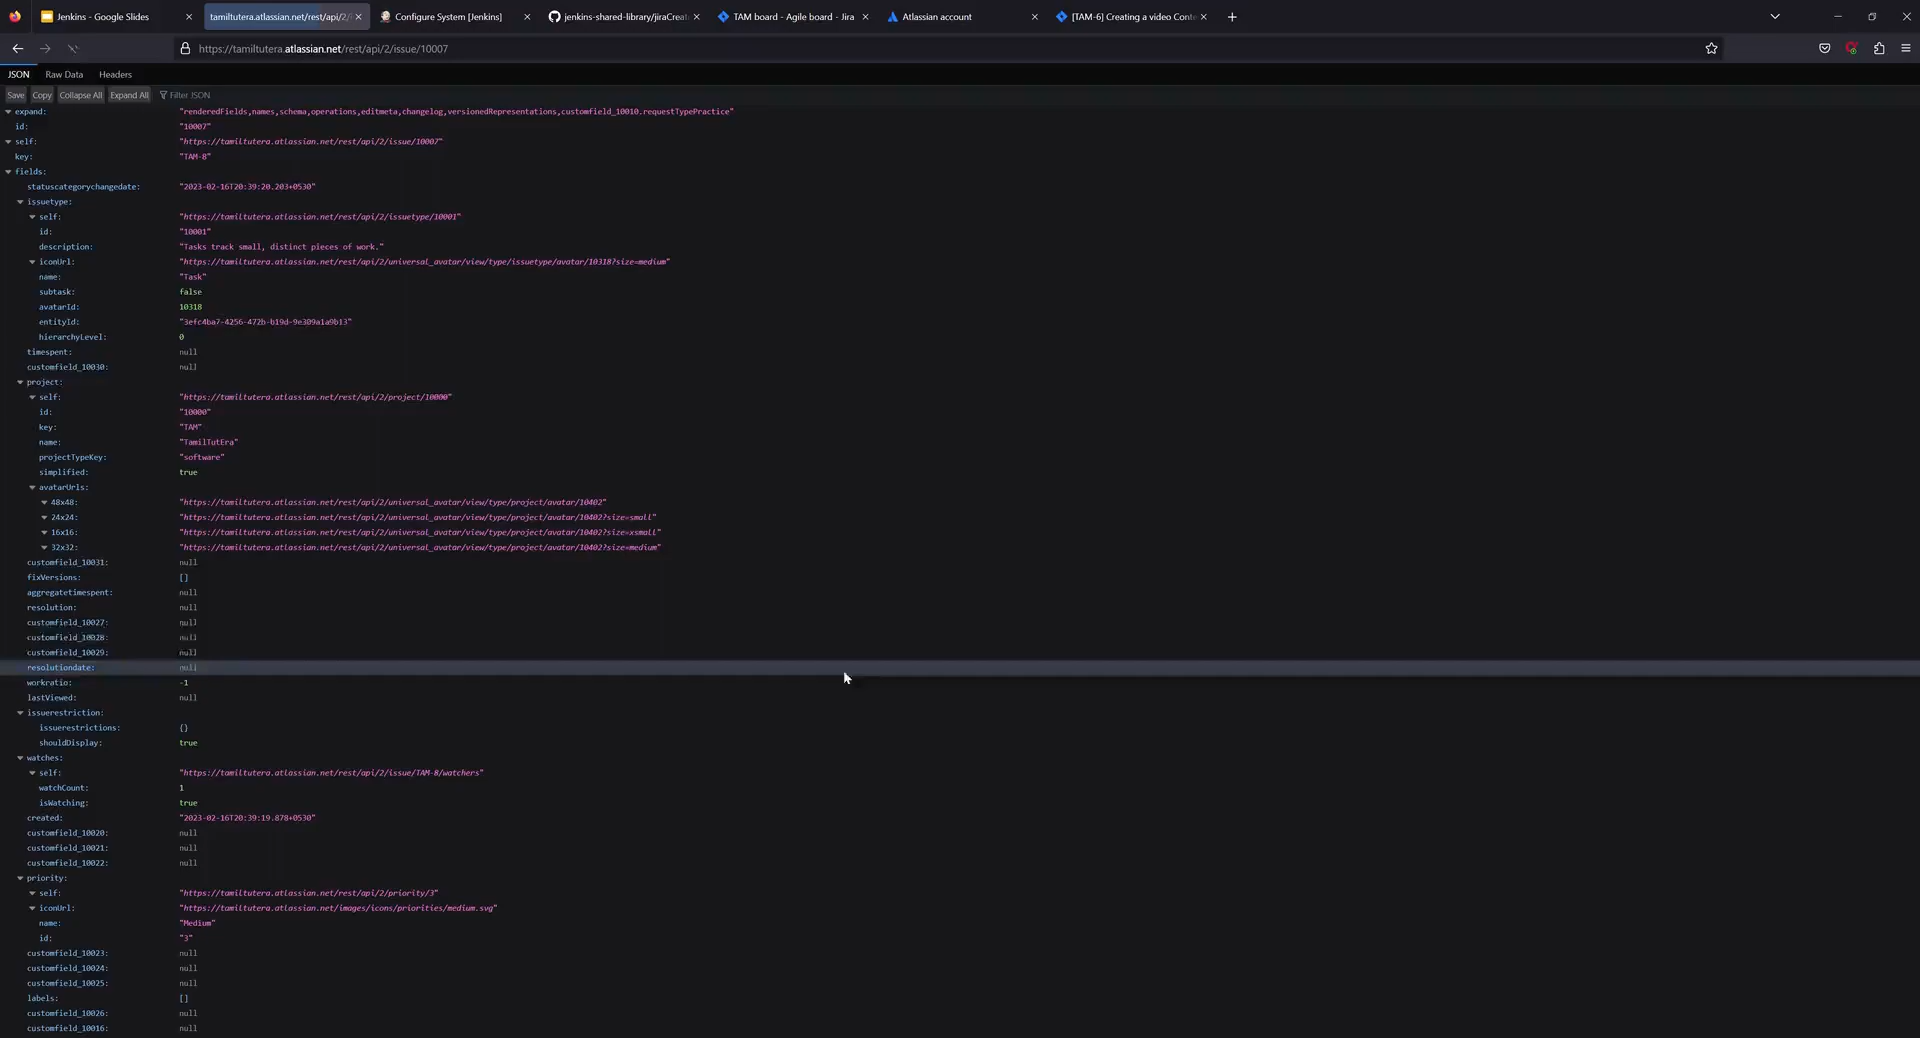 Jenkins - Google Slides
tamiltutera.atlassian.net/rest/api/2/
Configure System [Jenkins]
jenkins-shared-library/jiraCreat
TAM board - Agile board - Jira
Atlassian account
[TAM-6] Creating a video Conte
https://tamiltutera.atlassian.net/rest/api/2/issue/10007
JSON Raw Data Headers
Save Copy Collapse All Expand All Filter JSON
expand: "renderedFields,names,schema,operations,editmeta,changelog,versionedRepresentations,customfield_10010.requestTypePractice"
id: "10007"
self: "https://tamiltutera.atlassian.net/rest/api/2/issue/10007"
key: "TAM-8"
fields:
statuscategorychangedate: "2023-02-16T20:39:20.203+0530"
issuetype:
self: "https://tamiltutera.atlassian.net/rest/api/2/issuetype/10001"
id: "10001"
description: "Tasks track small, distinct pieces of work."
iconUrl: "https://tamiltutera.atlassian.net/rest/api/2/universal_avatar/view/type/issuetype/avatar/10318?size=medium"
name: "Task"
subtask: false
avatarId: 10318
entityId: "3efc4ba7-4256-472b-b19d-9e309a1a9b13"
hierarchyLevel: 0
timespent: null
customfield_10030: null
project:
self: "https://tamiltutera.atlassian.net/rest/api/2/project/10000"
id: "10000"
key: "TAM"
name: "TamilTutEra"
projectTypeKey: "software"
simplified: true
avatarUrls:
48x48: "https://tamiltutera.atlassian.net/rest/api/2/universal_avatar/view/type/project/avatar/10402"
24x24: "https://tamiltutera.atlassian.net/rest/api/2/universal_avatar/view/type/project/avatar/10402?size=small"
16x16: "https://tamiltutera.atlassian.net/rest/api/2/universal_avatar/view/type/project/avatar/10402?size=xsmall"
32x32: "https://tamiltutera.atlassian.net/rest/api/2/universal_avatar/view/type/project/avatar/10402?size=medium"
customfield_10031: null
fixVersions: []
aggregatetimespent: null
resolution: null
customfield_10027: null
customfield_10028: null
customfield_10029: null
resolutiondate: null
workratio: -1
lastViewed: null
issuerestriction:
issuerestrictions: {}
shouldDisplay: true
watches:
self: "https://tamiltutera.atlassian.net/rest/api/2/issue/TAM-8/watchers"
watchCount: 1
isWatching: true
created: "2023-02-16T20:39:19.878+0530"
customfield_10020: null
customfield_10021: null
customfield_10022: null
priority:
self: "https://tamiltutera.atlassian.net/rest/api/2/priority/3"
iconUrl: "https://tamiltutera.atlassian.net/images/icons/priorities/medium.svg"
name: "Medium"
id: "3"
customfield_10023: null
customfield_10024: null
customfield_10025: null
labels: []
customfield_10026: null
customfield_10016: null